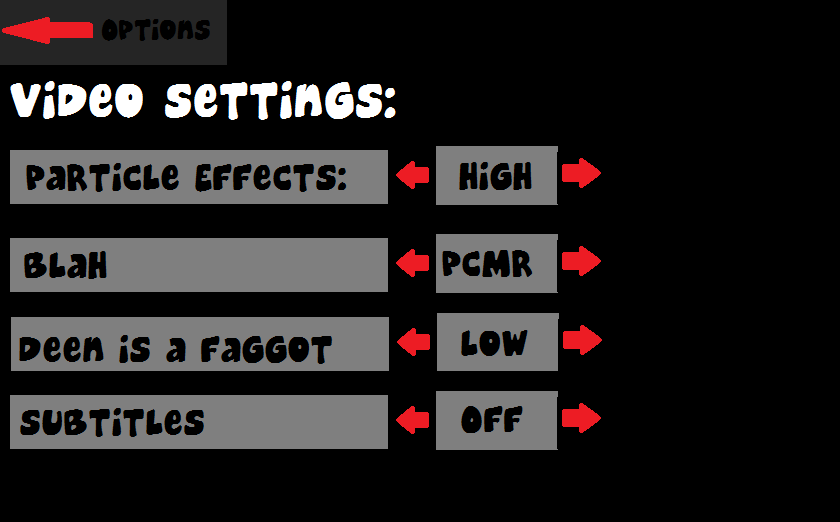 OPTiONS
ViDEO SETTiNGS:
PaRTiCLE EFFECTS: HiGH
BLaH PCMR
Deen is a FaGGOT LOW
SUBTiTLES OFF